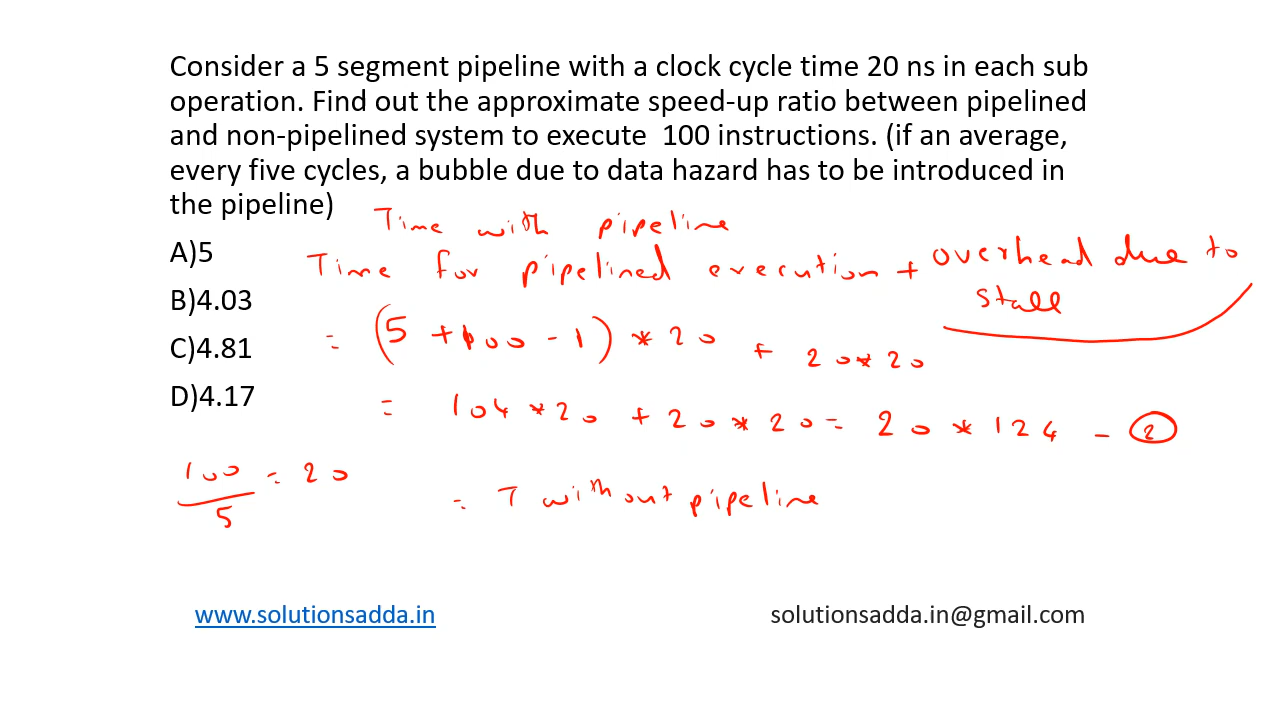 Consider a 5 segment pipeline with a clock cycle time 20 ns in each sub
operation. Find out the approximate speed-up ratio between pipelined
and non-pipelined system to execute  100 instructions. (if an average,
every five cycles, a bubble due to data hazard has to be introduced in
the pipeline)
Time with pipeline
A)5
Time for pipelined execution + overhead due to
stall
B)4.03
= (5 + 100 - 1) * 20 + 20 * 20
C)4.81
D)4.17
= 104 * 20 + 20 * 20 = 20 * 124 - 2
100/5 = 20
= T without pipeline
www.solutionsadda.in
solutionsadda.in@gmail.com